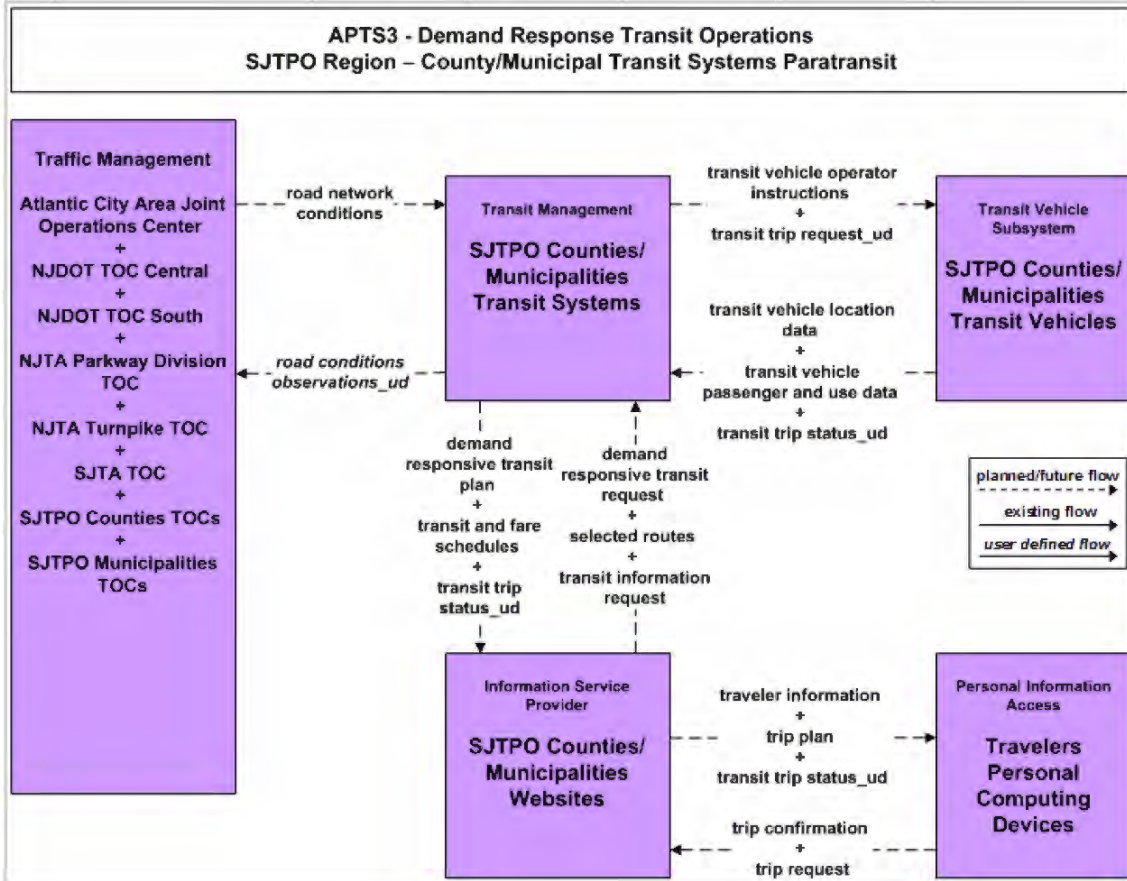 APTS3 - Demand Response Transit Operations
SJTPO Region – County/Municipal Transit Systems Paratransit
Traffic Management
Atlantic City Area Joint
Operations Center
+
NJDOT TOC Central
+
NJDOT TOC South
+
NJTA Parkway Division
TOC
+
NJTA Turnpike TOC
+
SJTA TOC
+
SJTPO Counties TOCs
+
SJTPO Municipalities
TOCs
road network
conditions
road conditions
observations_ud
Transit Management
SJTPO Counties/
Municipalities
Transit Systems
transit vehicle operator
instructions
+
transit trip request_ud
transit vehicle location
data
+
transit vehicle
passenger and use data
+
transit trip status_ud
Transit Vehicle
Subsystem
SJTPO Counties/
Municipalities
Transit Vehicles
demand
responsive transit
plan
+
transit and fare
schedules
+
transit trip
status_ud
demand
responsive transit
request
+
selected routes
+
transit information
request
planned/future flow
existing flow
user defined flow
Information Service
Provider
SJTPO Counties/
Municipalities
Websites
traveler information
+
trip plan
+
transit trip status_ud
trip confirmation
+
trip request
Personal Information
Access
Travelers
Personal
Computing
Devices